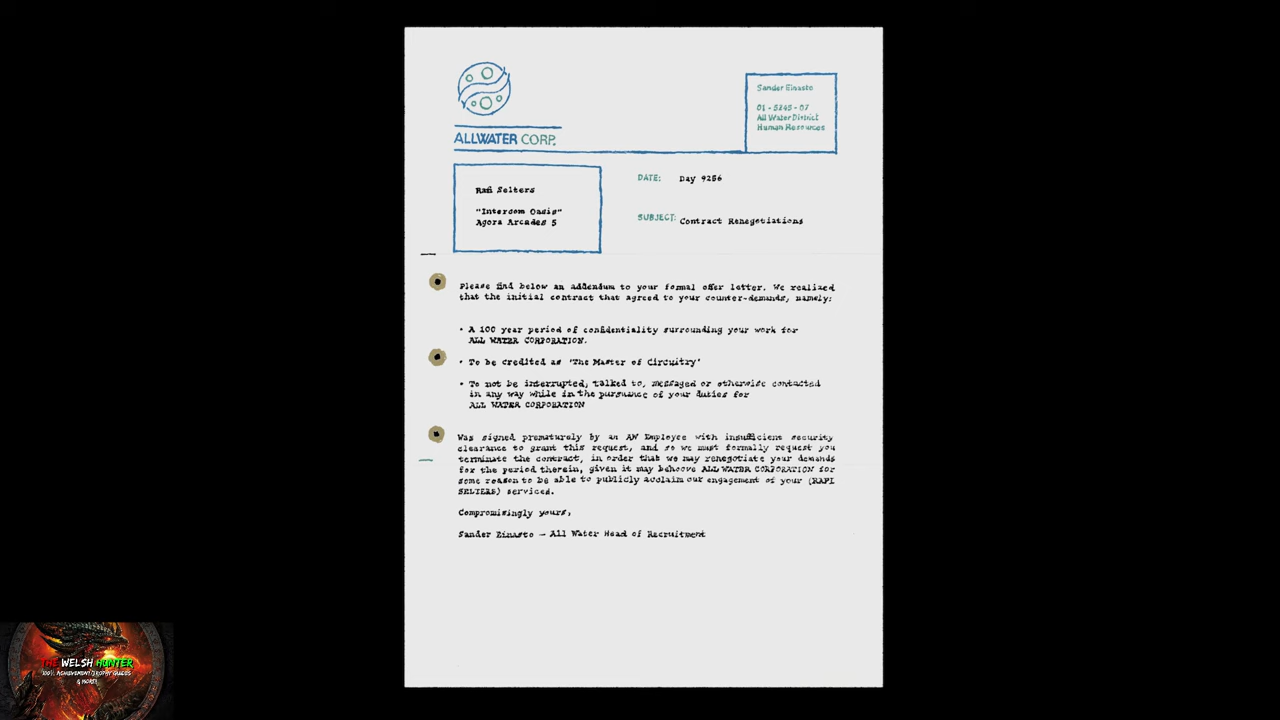 ALLWATER CORP.
Sander Einasto
01 - 5245 - 07
All Water District
Human Resources
Rafi Selters
"Intercom Oasis"
Agora Arcades 5
DATE: Day 9256
SUBJECT: Contract Renegotiations
Please find below an addendum to your formal offer letter. We realized
that the initial contract that agreed to your counter-demands, namely:
• A 100 year period of confidentiality surrounding your work for
ALL WATER CORPORATION.
• To be credited as 'The Master of Circuitry'
• To not be interrupted, talked to, messaged or otherwise contacted
in any way while in the pursuance of your duties for
ALL WATER CORPORATION
Was signed prematurely by an AW Employee with insufficient security
clearance to grant this request, and so we must formally request you
terminate the contract, in order that we may renegotiate your demands
for the period therein, given it may behoove ALL WATER CORPORATION for
some reason to be able to publicly acclaim our engagement of your (RAFI
SELTERS) services.
Compromisingly yours,
Sander Einasto — All Water Head of Recruitment
THE WELSH HUNTER
100% ACHIEVEMENT/TROPHY GUIDES
& MORE!